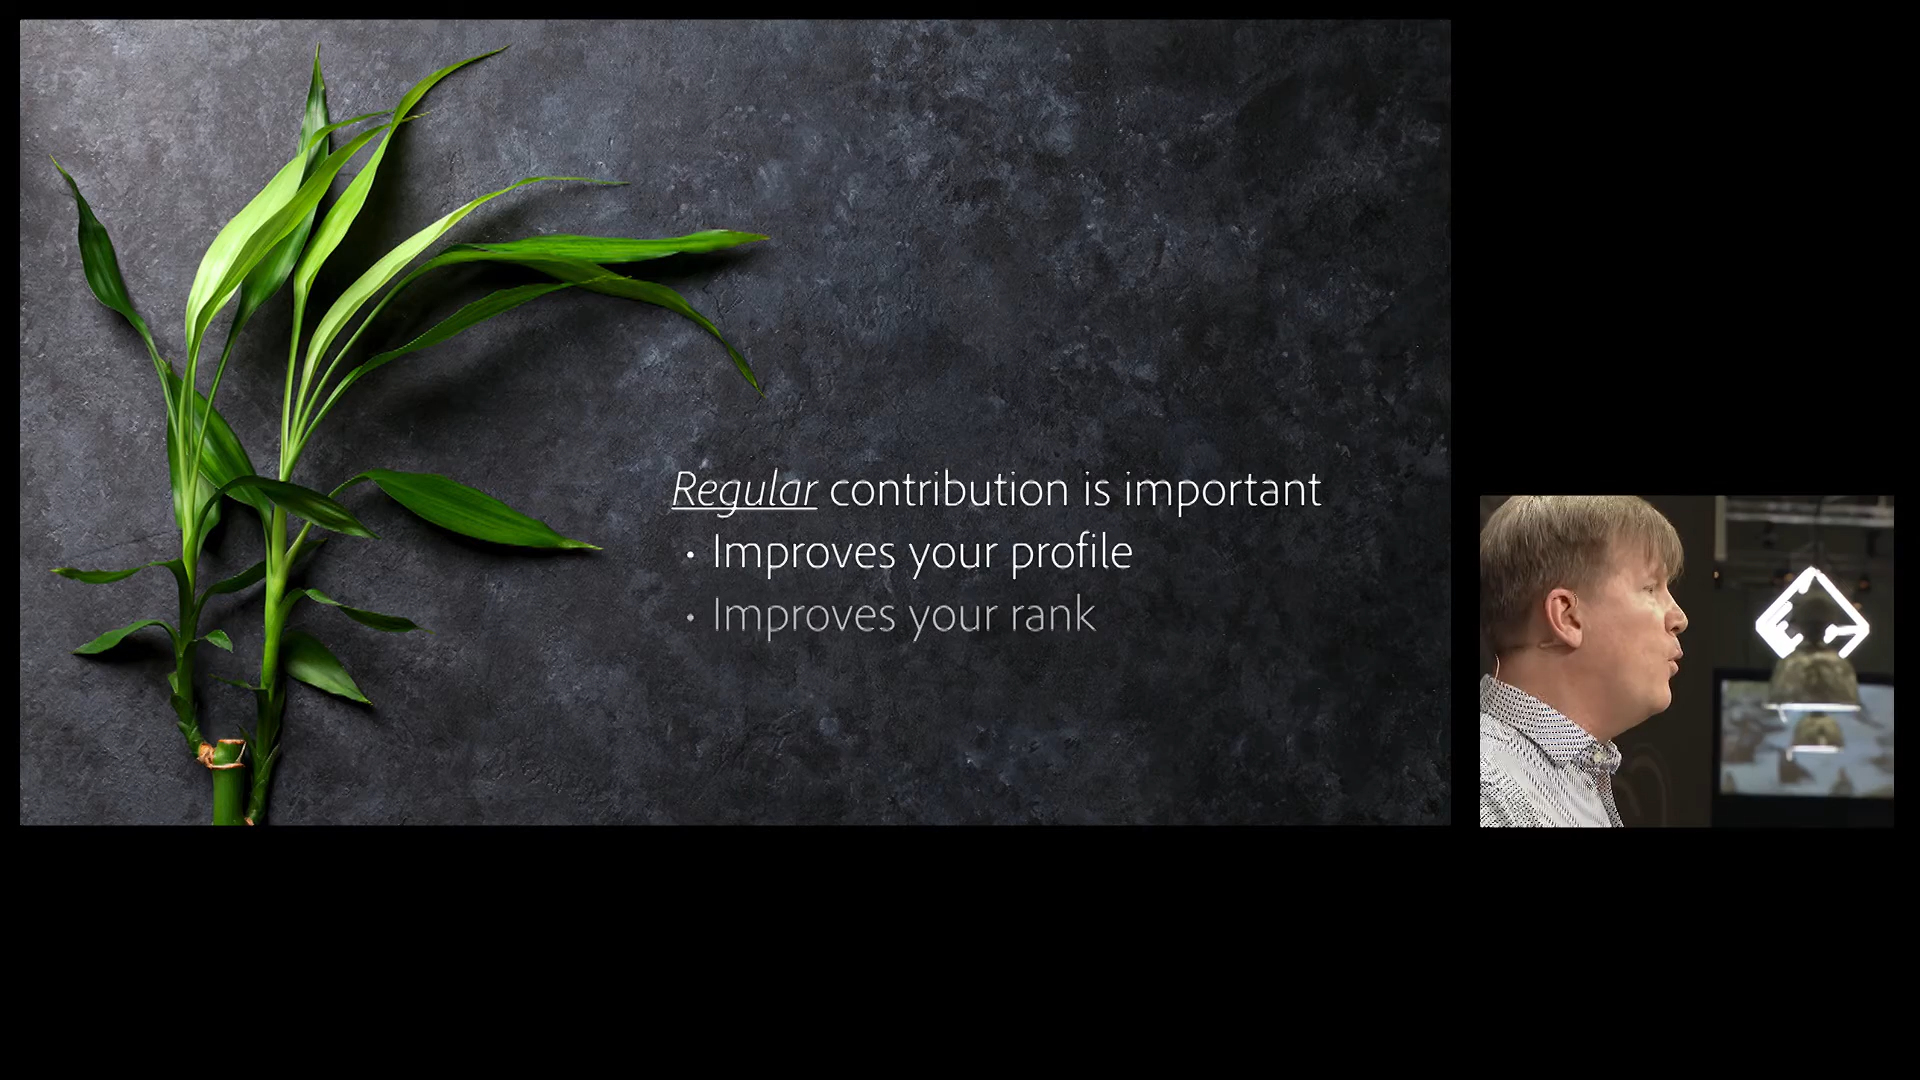 Regular contribution is important
• Improves your profile
• Improves your rank